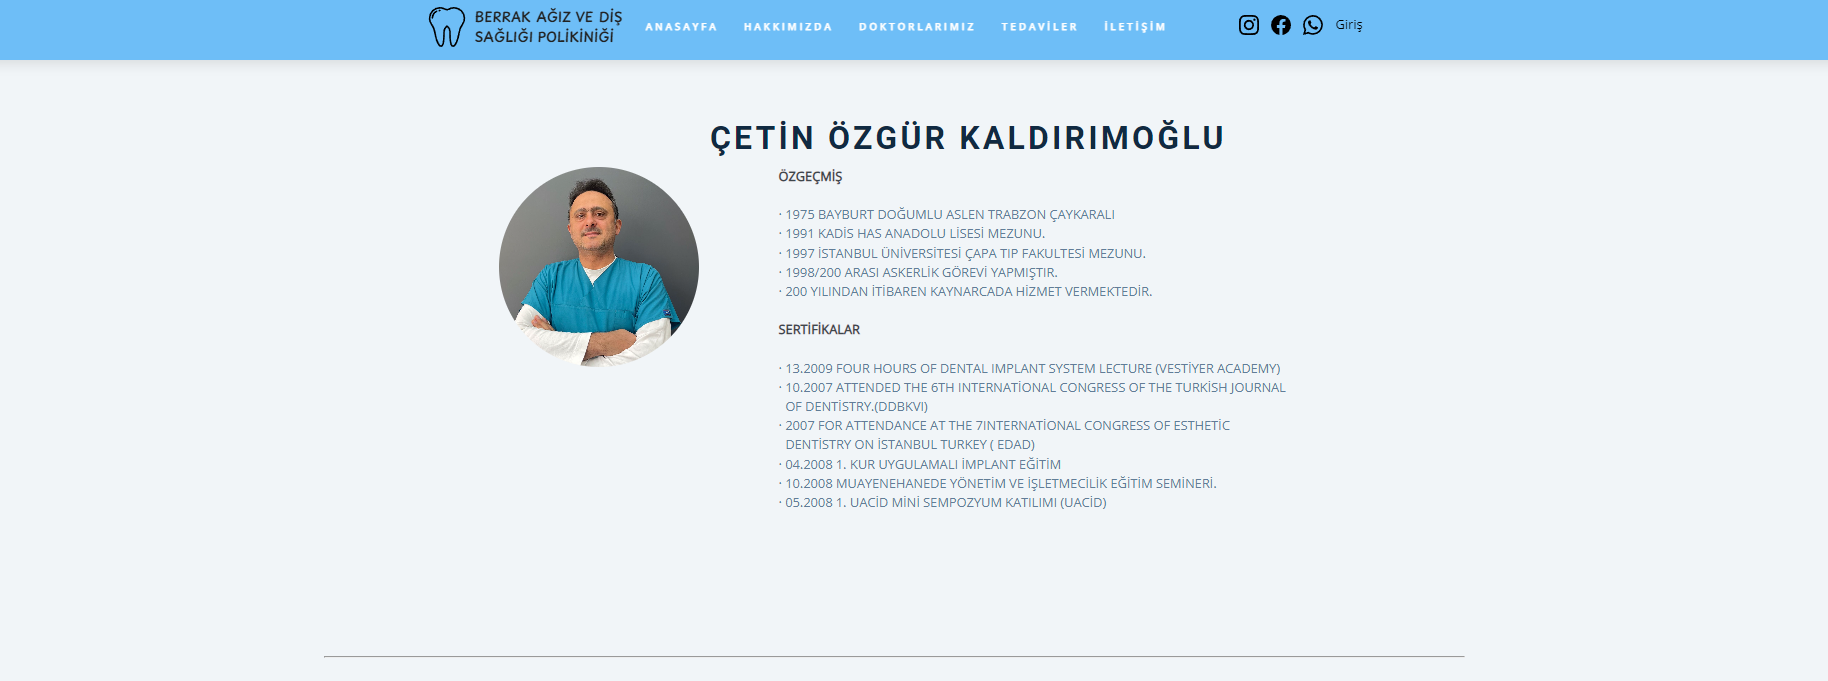 BERRAK AĞIZ VE DİŞ
SAĞLIĞI POLİKİNİĞİ
ANASAYFA HAKKIMIZDA DOKTORLARIMIZ TEDAVİLER İLETİŞİM
Giriş
ÇETİN ÖZGÜR KALDIRIMOĞLU
ÖZGEÇMİŞ
· 1975 BAYBURT DOĞUMLU ASLEN TRABZON ÇAYKARALI
· 1991 KADİS HAS ANADOLU LİSESİ MEZUNU.
· 1997 İSTANBUL ÜNİVERSİTESİ ÇAPA TIP FAKULTESİ MEZUNU.
· 1998/200 ARASI ASKERLİK GÖREVİ YAPMIŞTIR.
· 200 YILINDAN İTİBAREN KAYNARCADA HİZMET VERMEKTEDİR.
SERTİFİKALAR
· 13.2009 FOUR HOURS OF DENTAL IMPLANT SYSTEM LECTURE (VESTİYER ACADEMY)
· 10.2007 ATTENDED THE 6TH INTERNATİONAL CONGRESS OF THE TURKİSH JOURNAL
OF DENTİSTRY.(DDBKVI)
· 2007 FOR ATTENDANCE AT THE 7INTERNATİONAL CONGRESS OF ESTHETİC
DENTİSTRY ON İSTANBUL TURKEY ( EDAD)
· 04.2008 1. KUR UYGULAMALI İMPLANT EĞİTİM
· 10.2008 MUAYENEHANEDE YÖNETİM VE İŞLETMECİLİK EĞİTİM SEMİNERİ.
· 05.2008 1. UACİD MİNİ SEMPOZYUM KATILIMI (UACİD)